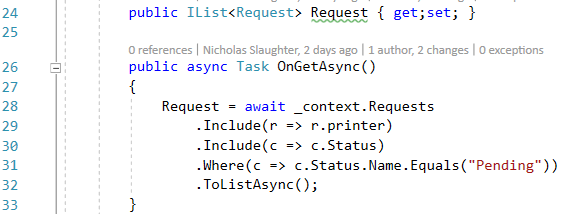 24 public IList<Request> Request { get;set; }
25
0 references | Nicholas Slaughter, 2 days ago | 1 author, 2 changes | 0 exceptions
26 public async Task OnGetAsync()
27 {
28 Request = await _context.Requests
29 .Include(r => r.printer)
30 .Include(c => c.Status)
31 .Where(c => c.Status.Name.Equals("Pending"))
32 .ToListAsync();
33 }